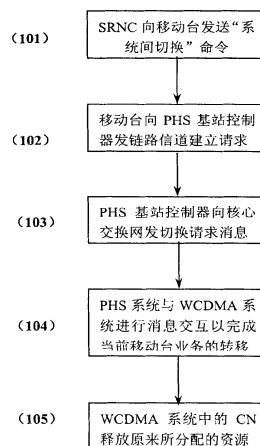 (101)
SRNC 向移动台发送“系
统间切换”命令
(102)
移动台向 PHS 基站控制
器发链路信道建立请求
(103)
PHS 基站控制器向核心
交换网发切换请求消息
(104)
PHS 系统与 WCDMA 系
统进行消息交互以完成
当前移动台业务的转移
(105)
WCDMA 系统中的 CN
释放原来所分配的资源